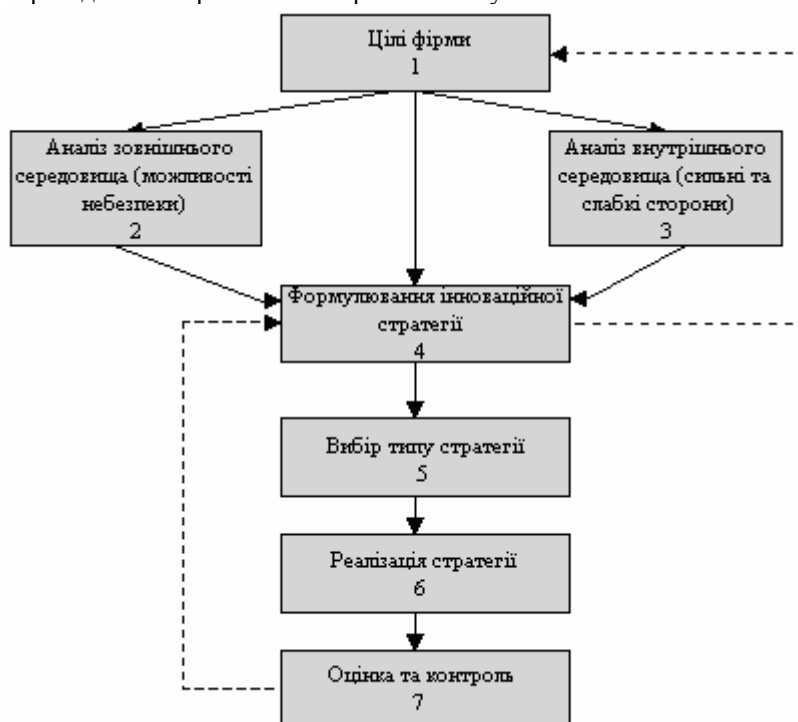 Цілі фірми
1
Аналіз зовнішнього
середовища (можливості
небезпеки)
2
Аналіз внутрішнього
середовища (сильні та
слабкі сторони)
3
Формулювання інноваційної
стратегії
4
Вибір типу стратегії
5
Реалізація стратегії
6
Оцінка та контроль
7